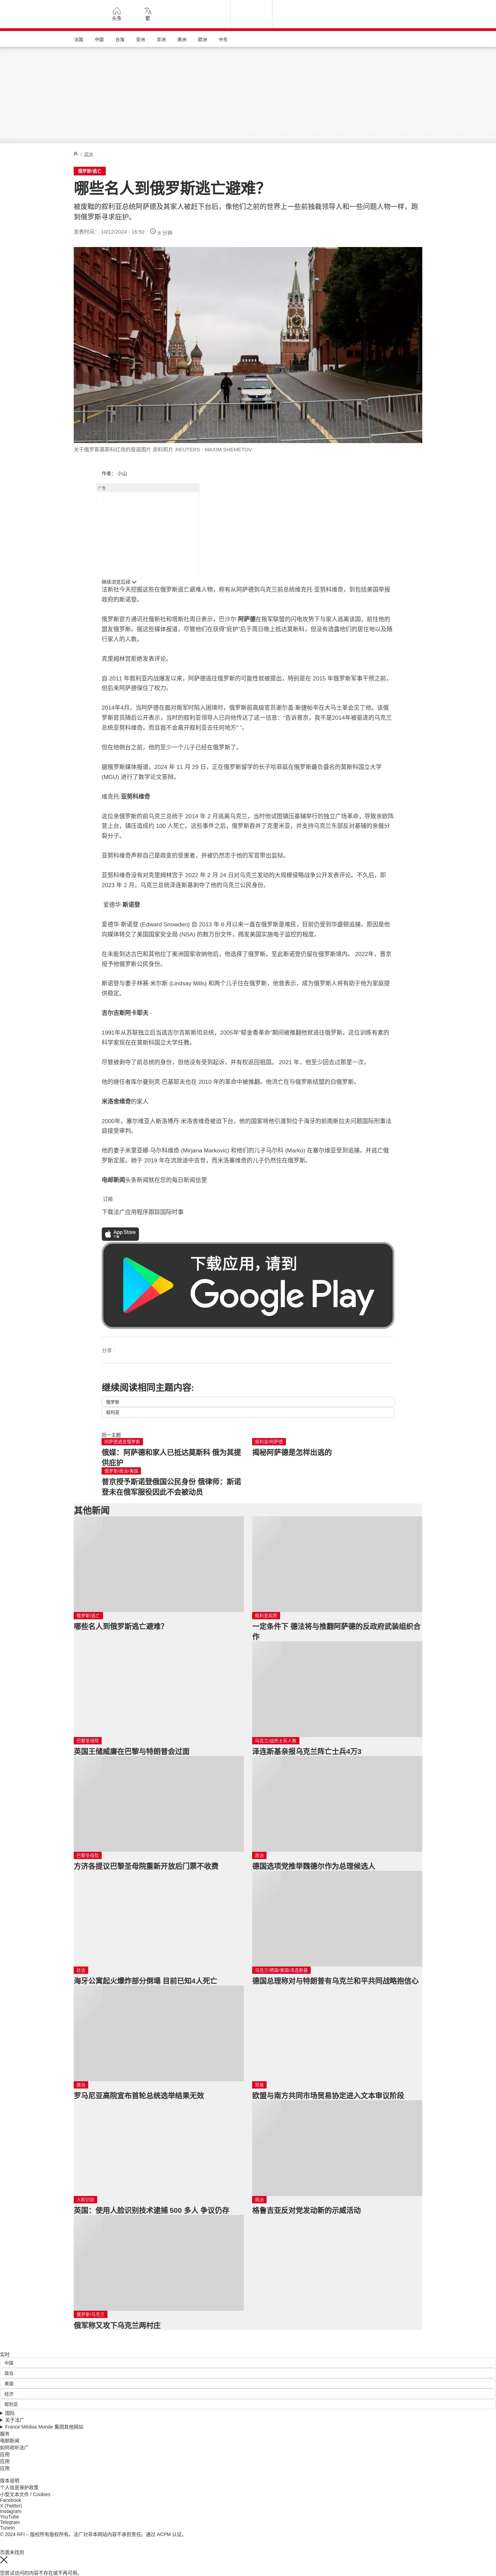 头条
繁
法国
中国
台海
亚洲
非洲
美洲
欧洲
中东
/ 欧洲
俄罗斯/逃亡
哪些名人到俄罗斯逃亡避难？
被废黜的叙利亚总统阿萨德及其家人被赶下台后，像他们之前的世界上一些前独裁领导人和一些问题人物一样，跑到俄罗斯寻求庇护。
发表时间： 10/12/2024 - 16:50
6 分钟
关于俄罗斯莫斯科红场的报道图片 资料照片 REUTERS - MAXIM SHEMETOV
作者： 小山
广告
继续浏览后续
法新社今天挖掘这些在俄罗斯逃亡避难人物，称有从阿萨德到乌克兰前总统维克托·亚努科维奇，到包括美国举报政府的斯诺登。
俄罗斯官方通讯社俄新社和塔斯社周日表示，巴沙尔·阿萨德在叛军联盟的闪电攻势下与家人逃离该国，前往他的盟友俄罗斯。据这些媒体报道，尽管他们在获得“庇护”后于周日晚上抵达莫斯科，但没有透露他们的居住地以及随行家人的人数。
克里姆林宫拒绝发表评论。
自 2011 年叙利亚内战爆发以来，阿萨德逃往俄罗斯的可能性就被提出，特别是在 2015 年俄罗斯军事干预之前，但后来阿萨德保住了权力。
2014年4月，当阿萨德在面对叛军时陷入困境时，俄罗斯前高级官员谢尔盖·斯捷帕辛在大马士革会见了他。该俄罗斯官员随后公开表示，当时的叙利亚领导人已向他传达了这一信息：“告诉普京，我不是2014年被驱逐的乌克兰总统亚努科维奇，而且我不会离开叙利亚去任何地方” ”。
但在他倒台之前，他的至少一个儿子已经在俄罗斯了。
据俄罗斯媒体报道，2024 年 11 月 29 日，正在俄罗斯留学的长子哈菲兹在俄罗斯最负盛名的莫斯科国立大学 (MGU) 进行了数学论文答辩。
维克托·亚努科维奇
这位亲俄罗斯的前乌克兰总统于 2014 年 2 月逃离乌克兰，当时他试图镇压基辅举行的独立广场革命，导致亲欧阵营上台，镇压造成约 100 人死亡。这些事件之后，俄罗斯吞并了克里米亚，并支持乌克兰东部反对基辅的亲俄分裂分子。
亚努科维奇声称自己是政变的受害者，并被仍然忠于他的军官带出监狱。
亚努科维奇没有对克里姆林宫于 2022 年 2 月 24 日对乌克兰发动的大规模侵略战争公开发表评论。不久后，即 2023 年 2 月，乌克兰总统泽连斯基剥夺了他的乌克兰公民身份。
爱德华·斯诺登
爱德华·斯诺登 (Edward Snowden) 自 2013 年 6 月以来一直在俄罗斯是难民，目前仍受到华盛顿追捕，原因是他向媒体转交了美国国家安全局 (NSA) 的数万份文件，揭发美国实施电子监控的程度。
在未能到达古巴和其他拉丁美洲国家收纳他后，他选择了俄罗斯。至此斯诺登仍留在俄罗斯境内。 2022年，普京授予他俄罗斯公民身份。
斯诺登与妻子林赛·米尔斯 (Lindsay Mills) 和两个儿子住在俄罗斯，他曾表示，成为俄罗斯人将有助于他为家庭提供稳定。
吉尔吉斯阿卡耶夫 -
1991年从苏联独立后当选吉尔吉斯斯坦总统，2005年“郁金香革命”期间被推翻他就逃往俄罗斯。这位训练有素的科学家现在在莫斯科国立大学任教。
尽管被剥夺了前总统的身份，但他没有受到起诉，并有权返回祖国。 2021 年，他至少回去过那里一次。
他的继任者库尔曼别克·巴基耶夫也在 2010 年的革命中被推翻。他流亡在与俄罗斯结盟的白俄罗斯。
米洛舍维奇的家人
2000年，塞尔维亚人斯洛博丹·米洛舍维奇被迫下台，他的国家将他引渡到位于海牙的前南斯拉夫问题国际刑事法庭接受审判。
他的妻子米里亚娜·马尔科维奇 (Mirjana Markovic) 和他们的儿子马尔科 (Marko) 在塞尔维亚受到追捕，并逃亡俄罗斯定居。她于 2019 年在流放途中去世，而米洛塞维奇的儿子仍然住在俄罗斯。
电邮新闻头条新闻就在您的每日新闻信里
订阅
下载法广应用程序跟踪国际时事
App Store
下载
下载应用，请到
Google Play
分享 :
继续阅读相同主题内容:
俄罗斯
叙利亚
同一主题
阿萨德逃至俄罗斯
俄媒：阿萨德和家人已抵达莫斯科 俄为其提供庇护
叙利亚/阿萨德
揭秘阿萨德是怎样出逃的
俄罗斯/政治/美国
普京授予斯诺登俄国公民身份 俄律师：斯诺登未在俄军服役因此不会被动员
其他新闻
俄罗斯/逃亡
哪些名人到俄罗斯逃亡避难？
叙利亚局势
一定条件下 德法将与推翻阿萨德的反政府武装组织合作
巴黎圣母院
英国王储威廉在巴黎与特朗普会过面
乌克兰/战死士兵人数
泽连斯基亲报乌克兰阵亡士兵4万3
巴黎圣母院
方济各提议巴黎圣母院重新开放后门票不收费
政治
德国选项党推举魏德尔作为总理候选人
社会
海牙公寓起火爆炸部分倒塌 目前已知4人死亡
乌克兰/德国/美国/泽连斯基
德国总理称对与特朗普有乌克兰和平共同战略抱信心
政治
罗马尼亚高院宣布首轮总统选举结果无效
贸易
欧盟与南方共同市场贸易协定进入文本审议阶段
人脸识别
英国：使用人脸识别技术逮捕 500 多人 争议仍存
政治
格鲁吉亚反对党发动新的示威活动
俄罗斯/乌克兰
俄军称又攻下乌克兰两村庄
实时
中国
政治
美国
经济
叙利亚
国际
关于法广
France Médias Monde 集团其他网站
服务
电邮新闻
如何收听法广
应用
应用
应用
版本说明
个人信息保护政策
小型文本文件 / Cookies
Facebook
X (Twitter)
Instagram
YouTube
Telegram
TuneIn
© 2024 RFI – 版权所有版权所有，法广对非本网站内容不承担责任。通过 ACPM 认证。
页面未找到
您尝试访问的内容不存在或不再可用。